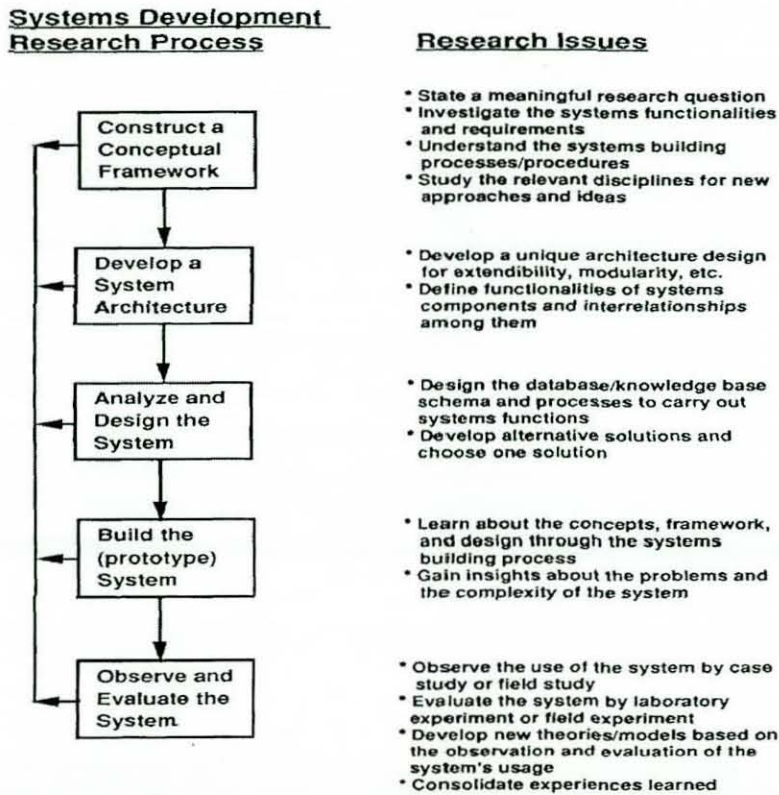 Systems Development
Research Process
Research Issues
Construct a
Conceptual
Framework
* State a meaningful research question
* Investigate the systems functionalities
and requirements
* Understand the systems building
processes/procedures
* Study the relevant disciplines for new
approaches and ideas
Develop a
System
Architecture
* Develop a unique architecture design
for extendibility, modularity, etc.
* Define functionalities of systems
components and interrelationships
among them
Analyze and
Design the
System
* Design the database/knowledge base
schema and processes to carry out
systems functions
* Develop alternative solutions and
choose one solution
Build the
(prototype)
System
* Learn about the concepts, framework,
and design through the systems
building process
* Gain insights about the problems and
the complexity of the system
Observe and
Evaluate the
System
* Observe the use of the system by case
study or field study
* Evaluate the system by laboratory
experiment or field experiment
* Develop new theories/models based on
the observation and evaluation of the
system's usage
* Consolidate experiences learned